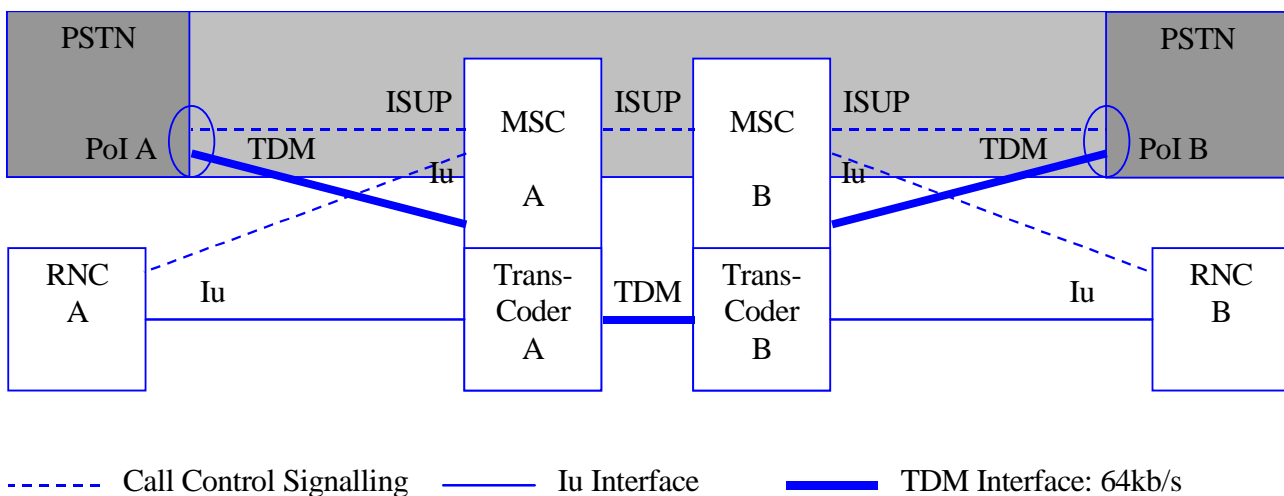 PSTN
PSTN
ISUP
ISUP
ISUP
MSC
A
MSC
B
PoI A
TDM
TDM
PoI B
Iu
Iu
RNC
A
Iu
Trans-
Coder
A
TDM
Trans-
Coder
B
Iu
RNC
B
Call Control Signalling
Iu Interface
TDM Interface: 64kb/s